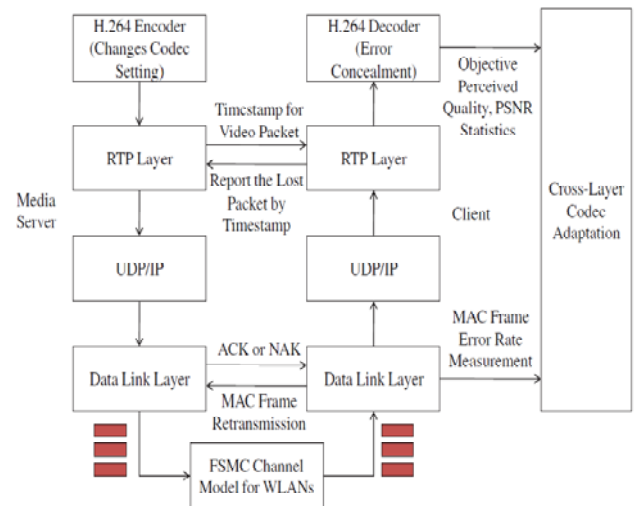 H.264 Encoder
(Changes Codec
Setting)
H.264 Decoder
(Error
Concealment)
Objective
Perceived
Quality, PSNR
Statistics
Timestamp for
Video Packet
RTP Layer
RTP Layer
Report the Lost
Packet by
Timestamp
Media
Server
Client
Cross-Layer
Codec
Adaptation
UDP/IP
UDP/IP
MAC Frame
Error Rate
Measurement
ACK or NAK
Data Link Layer
Data Link Layer
MAC Frame
Retransmission
FSMC Channel
Model for WLANs